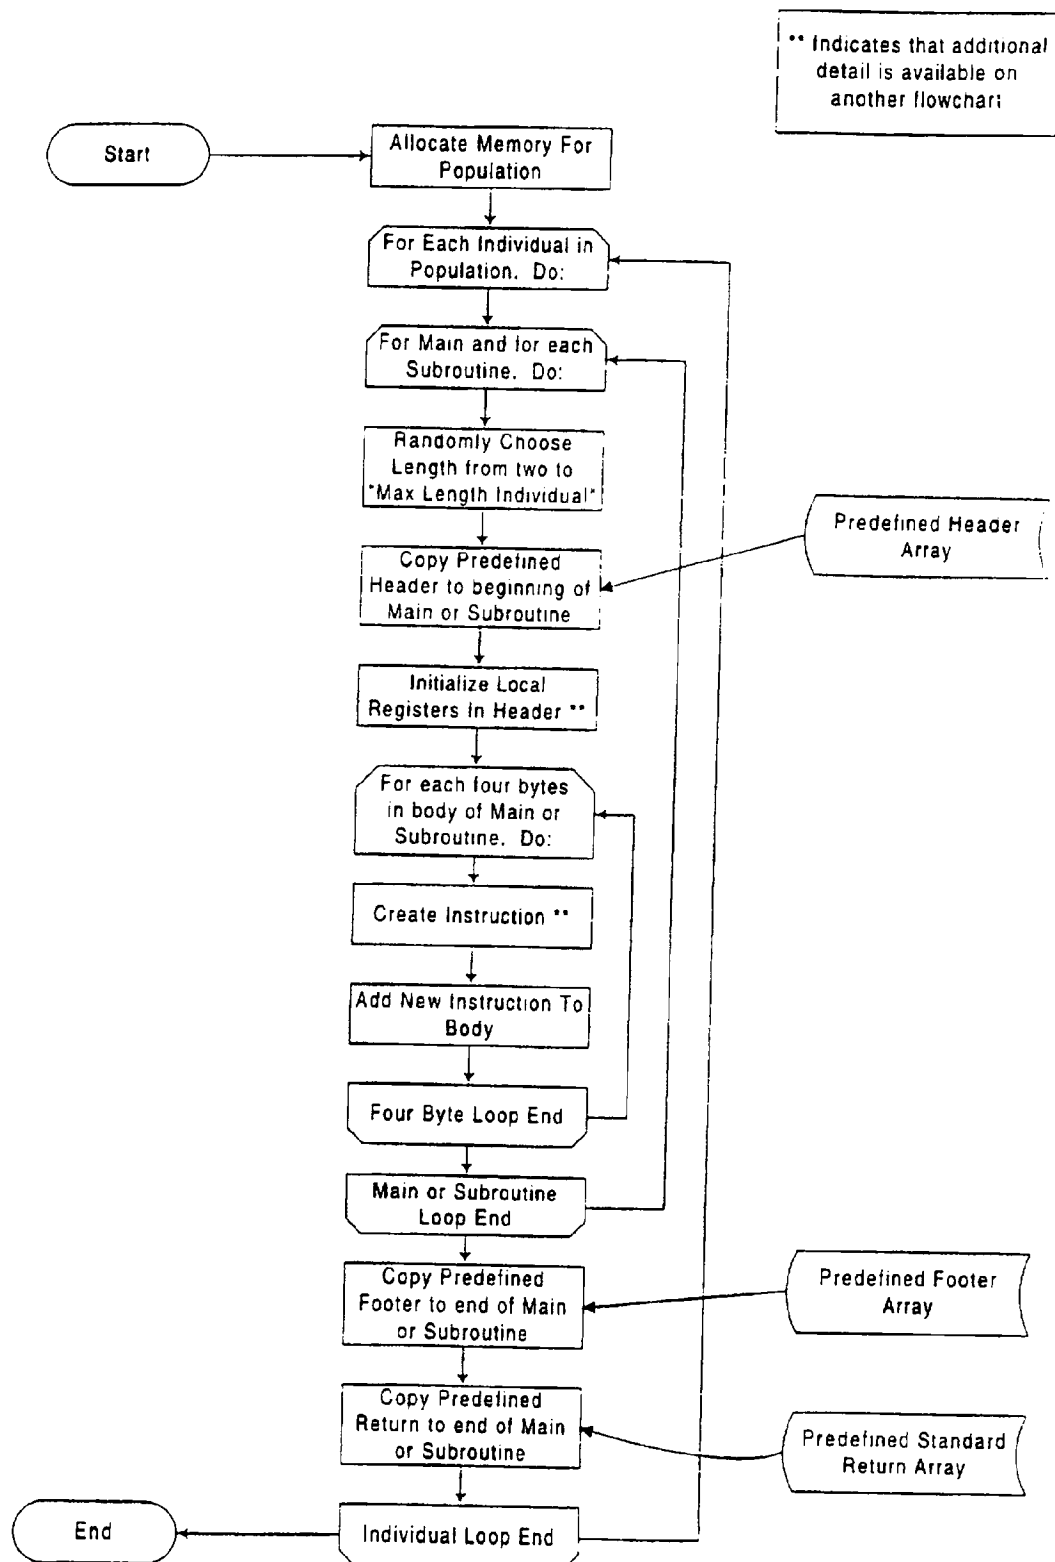 ** Indicates that additional
detail is available on
another flowchart
Start
Allocate Memory For
Population
For Each Individual in
Population. Do:
For Main and for each
Subroutine. Do:
Randomly Choose
Length from two to
"Max Length Individual"
Copy Predefined
Header to beginning of
Main or Subroutine
Predefined Header
Array
Initialize Local
Registers In Header **
For each four bytes
in body of Main or
Subroutine. Do:
Create Instruction **
Add New Instruction To
Body
Four Byte Loop End
Main or Subroutine
Loop End
Copy Predefined
Footer to end of Main
or Subroutine
Predefined Footer
Array
Copy Predefined
Return to end of Main
or Subroutine
Predefined Standard
Return Array
End
Individual Loop End